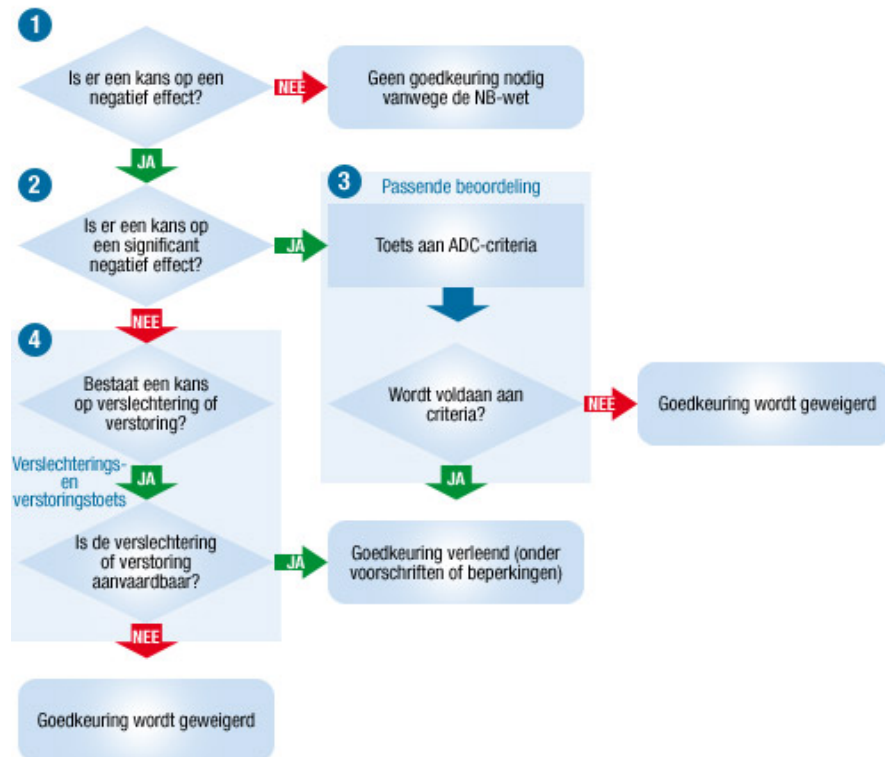 1
Is er een kans op een
negatief effect?
NEE
Geen goedkeuring nodig
vanwege de NB-wet
JA
2
Is er een kans op
een significant
negatief effect?
JA
3
Passende beoordeling
Toets aan ADC-criteria
NEE
4
Bestaat een kans
op verslechtering of
verstoring?
Wordt voldaan aan
criteria?
NEE
Goedkeuring wordt geweigerd
Verslechterings-
en
verstoringstoets
JA
JA
Is de verslechtering
of verstoring
aanvaardbaar?
JA
Goedkeuring verleend (onder
voorschriften of beperkingen)
NEE
Goedkeuring wordt geweigerd